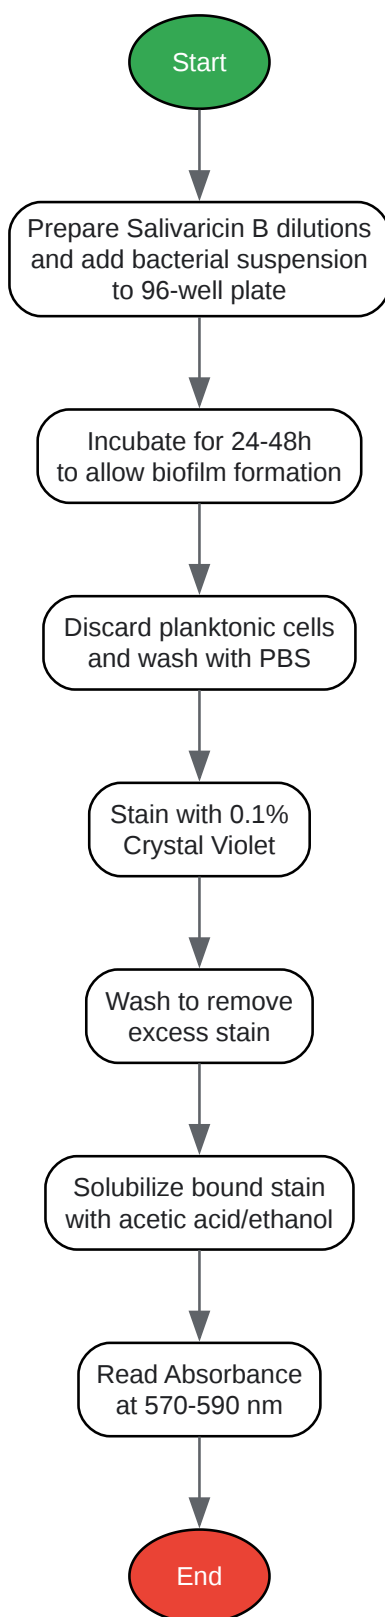 Start
Prepare Salivaricin B dilutions
and add bacterial suspension
to 96-well plate
Incubate for 24-48h
to allow biofilm formation
Discard planktonic cells
and wash with PBS
Stain with 0.1%
Crystal Violet
Wash to remove
excess stain
Solubilize bound stain
with acetic acid/ethanol
Read Absorbance
at 570-590 nm
End